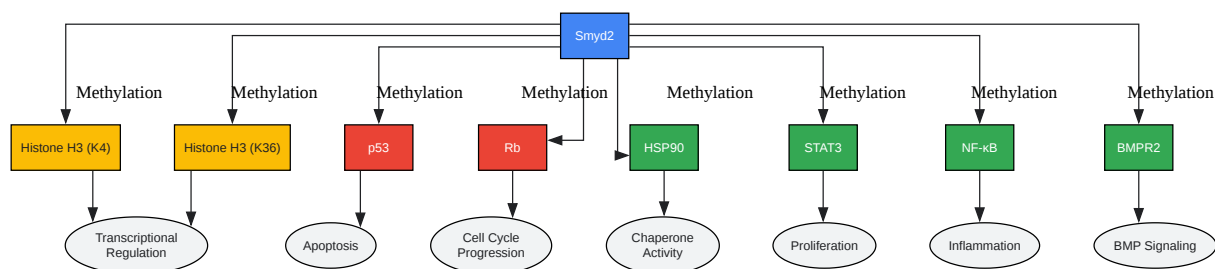 Smyd2
Methylation Methylation Methylation Methylation Methylation Methylation Methylation Methylation
Histone H3 (K4) Histone H3 (K36) p53 Rb HSP90 STAT3 NF-κB BMPR2
Transcriptional
Regulation
Apoptosis
Cell Cycle
Progression
Chaperone
Activity
Proliferation
Inflammation
BMP Signaling